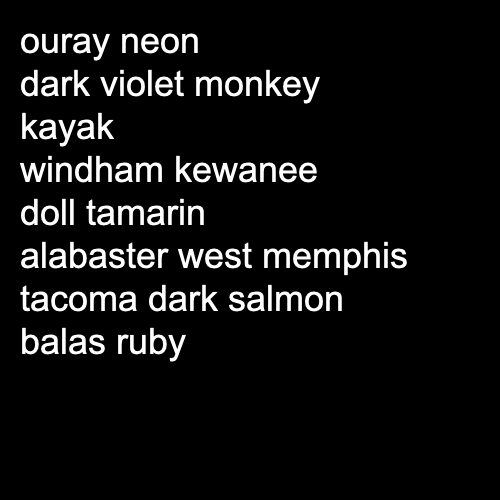 ouray neon
dark violet monkey
kayak
windham kewanee
doll tamarin
alabaster west memphis
tacoma dark salmon
balas ruby